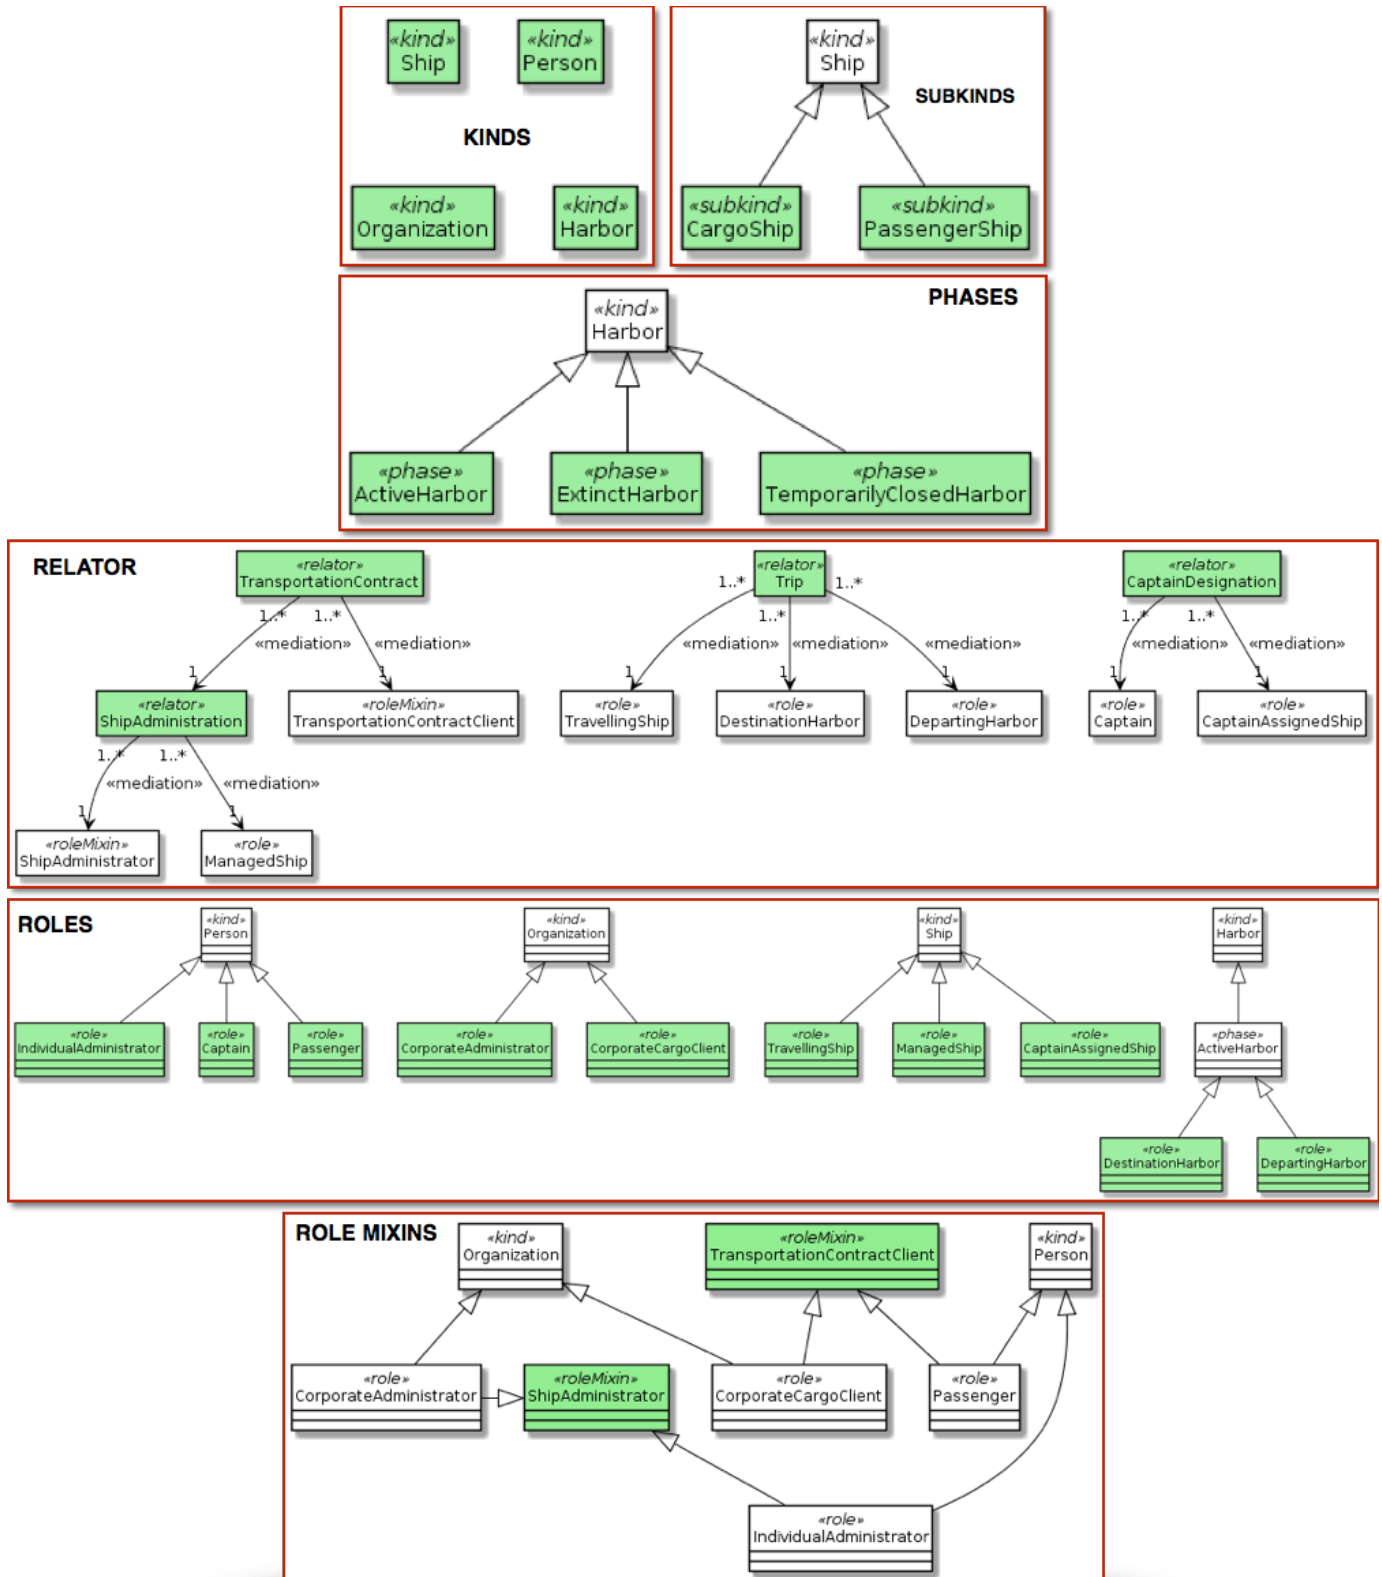 «kind»
Ship
«kind»
Person
KINDS
«kind»
Organization
«kind»
Harbor
«kind»
Ship
SUBKINDS
«subkind»
CargoShip
«subkind»
PassengerShip
PHASES
«kind»
Harbor
«phase»
ActiveHarbor
«phase»
ExtinctHarbor
«phase»
TemporarilyClosedHarbor
RELATOR
«relator»
TransportationContract
1..*
1..*
«mediation»
«mediation»
1
1
«relator»
ShipAdministration
«roleMixin»
TransportationContractClient
1..*
1..*
«mediation»
«mediation»
1
1
«roleMixin»
ShipAdministrator
«role»
ManagedShip
«relator»
Trip
1..*
1..*
1..*
«mediation»
«mediation»
«mediation»
1
1
1
«role»
TravellingShip
«role»
DestinationHarbor
«role»
DepartingHarbor
«relator»
CaptainDesignation
1..*
1..*
«mediation»
«mediation»
1
1
«role»
Captain
«role»
CaptainAssignedShip
ROLES
«kind»
Person
«role»
IndividualAdministrator
«role»
Captain
«role»
Passenger
«kind»
Organization
«role»
CorporateAdministrator
«role»
CorporateCargoClient
«kind»
Ship
«role»
TravellingShip
«role»
ManagedShip
«role»
CaptainAssignedShip
«kind»
Harbor
«phase»
ActiveHarbor
«role»
DestinationHarbor
«role»
DepartingHarbor
ROLE MIXINS
«kind»
Organization
«roleMixin»
TransportationContractClient
«kind»
Person
«role»
CorporateAdministrator
«roleMixin»
ShipAdministrator
«role»
CorporateCargoClient
«role»
Passenger
«role»
IndividualAdministrator